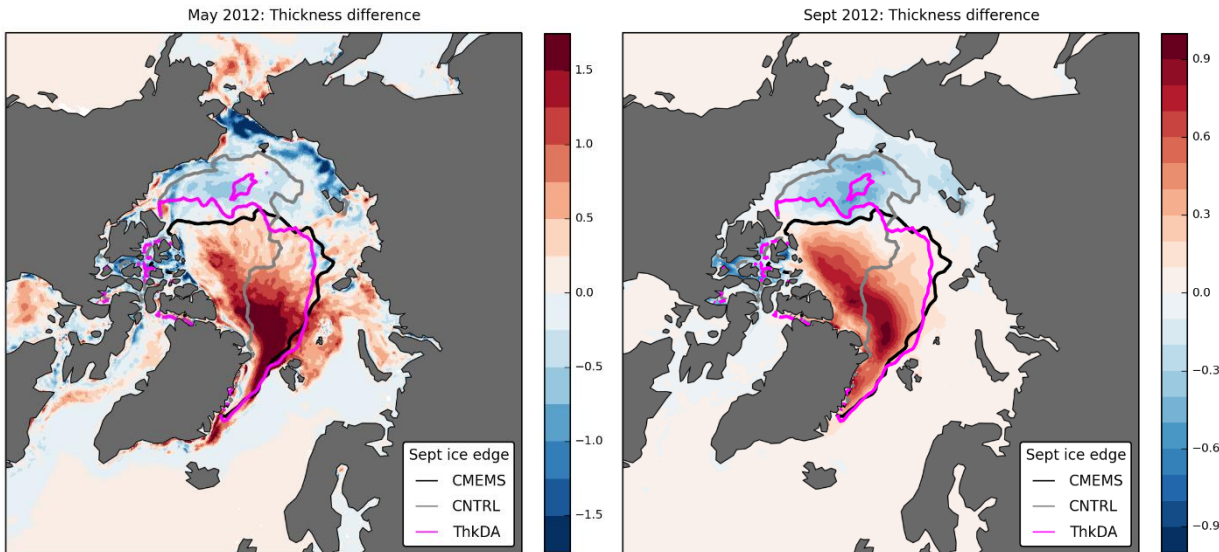 May 2012: Thickness difference
1.5
1.0
0.5
0.0
−0.5
−1.0
−1.5
Sept ice edge
CMEMS
CNTRL
ThkDA
Sept 2012: Thickness difference
0.9
0.6
0.3
0.0
−0.3
−0.6
−0.9
Sept ice edge
CMEMS
CNTRL
ThkDA